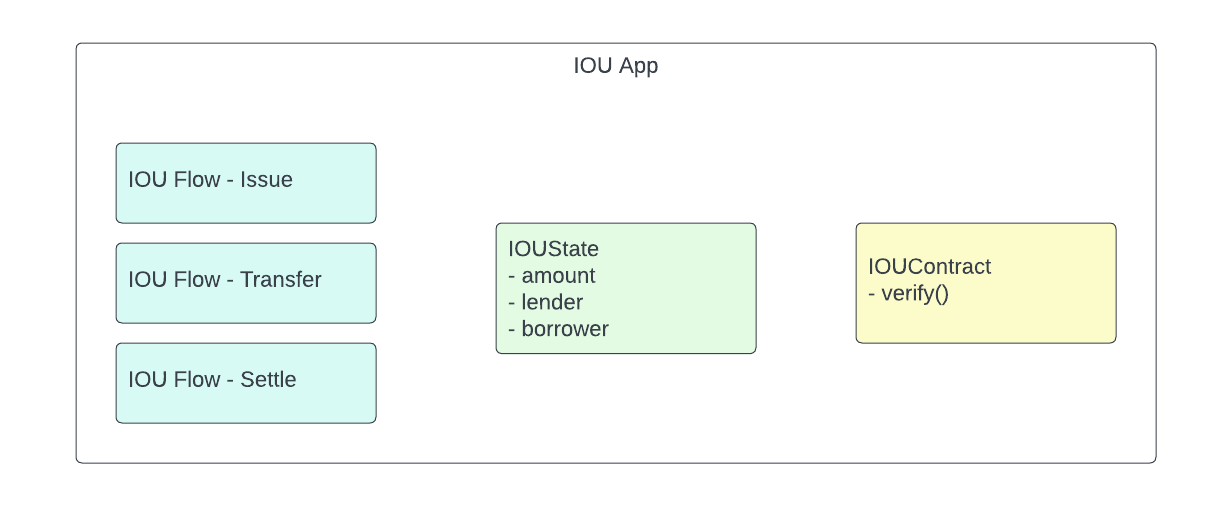 IOU App
IOU Flow - Issue
IOU Flow - Transfer
IOU Flow - Settle
IOUState
- amount
- lender
- borrower
IOUContract
- verify()